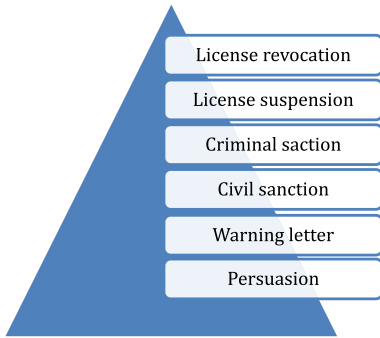 License revocation
License suspension
Criminal saction
Civil sanction
Warning letter
Persuasion